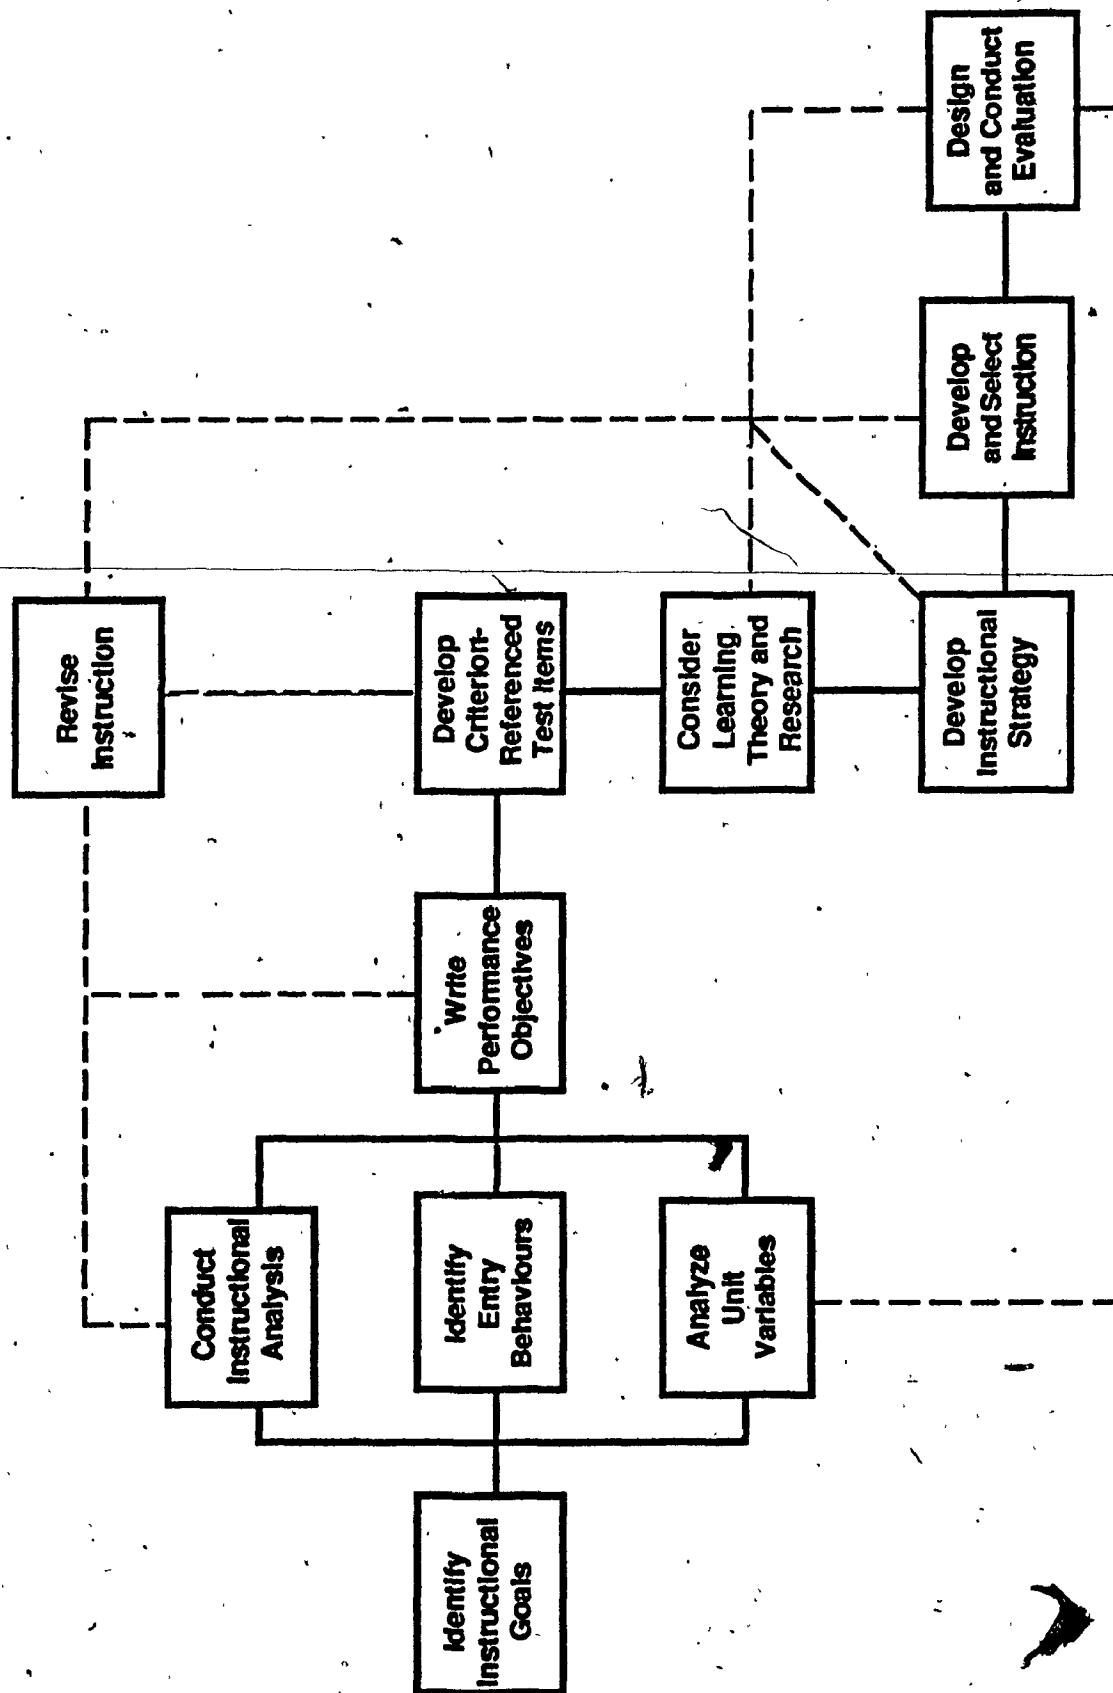 Identify
Instructional
Goals
Conduct
Instructional
Analysis
Identify
Entry
Behaviours
Analyze
Unit
Variables
Write
Performance
Objectives
Revise
Instruction
Develop
Criterion-
Referenced
Test Items
Consider
Learning
Theory and
Research
Develop
Instructional
Strategy
Develop
and Select
Instruction
Design
and Conduct
Evaluation